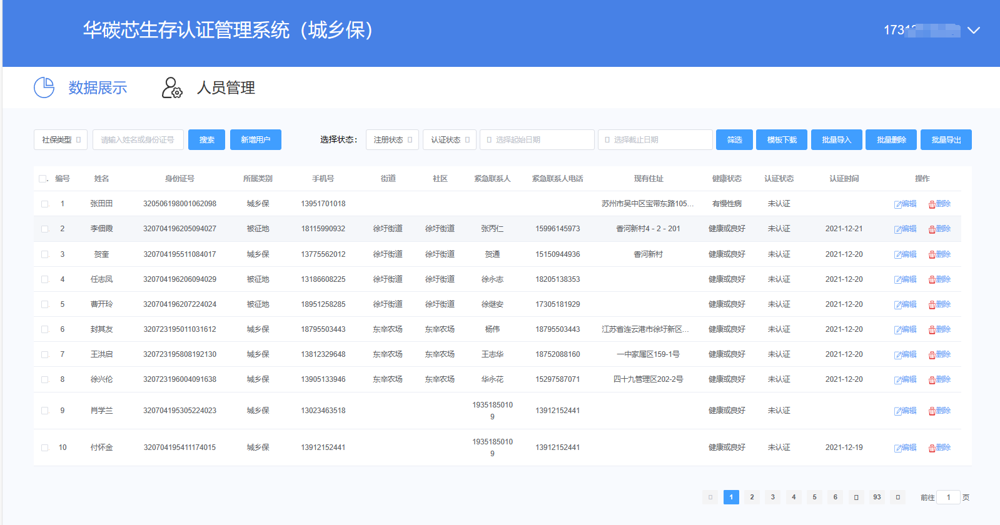 华碳芯生存认证管理系统（城乡保）
1731
数据展示 人员管理
社保类型 请输入姓名或身份证号 搜索 新增用户 选择状态： 注册状态 认证状态 选择起始日期 选择截止日期 筛选 模板下载 批量导入 批量删除 批量导出
编号 姓名 身份证号 所属类别 手机号 街道 社区 紧急联系人 紧急联系人电话 现有住址 健康状态 认证状态 认证时间 操作
1 张田田 320506198001062098 城乡保 13951701018 苏州市吴中区宝带东路105... 有慢性病 未认证 编辑 删除
2 李佃霞 320704196205094027 被征地 18115990932 徐圩街道 徐圩街道 张丙仁 15996145973 香河新村4－2－201 健康或良好 未认证 2021-12-21 编辑 删除
3 贺奎 320704195511084017 城乡保 13775562012 徐圩街道 徐圩街道 贺通 15150944936 香河新村 健康或良好 未认证 2021-12-20 编辑 删除
4 任志凤 320704196206094029 被征地 13186608225 徐圩街道 徐圩街道 徐永志 18205138353 健康或良好 未认证 2021-12-20 编辑 删除
5 曹开玲 320704196207224024 被征地 18951258285 徐圩街道 徐圩街道 徐继安 17305181929 健康或良好 未认证 2021-12-20 编辑 删除
6 封其友 320723195011031612 城乡保 18795503443 东辛农场 东辛农场 杨伟 18795503443 江苏省连云港市徐圩新区... 健康或良好 未认证 2021-12-20 编辑 删除
7 王洪启 320723195808192130 城乡保 13812329648 东辛农场 东辛农场 王志华 18752088160 一中家属区159-1号 健康或良好 未认证 2021-12-20 编辑 删除
8 徐兴伦 320723196004091638 城乡保 13905133946 东辛农场 东辛农场 华永花 15297587071 四十九管理区202-2号 健康或良好 未认证 2021-12-20 编辑 删除
9 肖学兰 320704195305224023 城乡保 13023463518 1935185010
9 13912152441 健康或良好 未认证 编辑 删除
10 付怀金 320704195411174015 城乡保 13912152441 1935185010
9 13912152441 健康或良好 未认证 2021-12-19 编辑 删除
1 2 3 4 5 6 93 前往 1 页